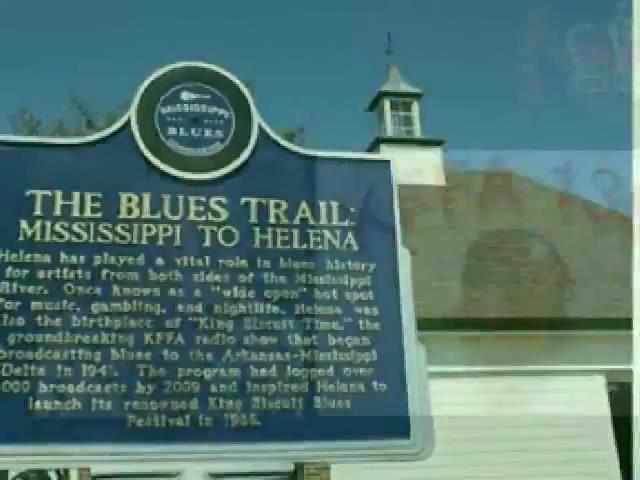 MISSISSIPPI
BLUES
THE BLUES TRAIL:
MISSISSIPPI TO HELENA
Helena has played a vital role in blues history
for artists from both sides of the Mississippi
River. Once known as a "wide open" hot spot
for music, gambling, and nightlife, Helena was
also the birthplace of "King Biscuit Time," the
groundbreaking KFFA radio show that began
broadcasting blues to the Arkansas-Mississippi
Delta in 1941. The program had logged over
000 broadcasts by 2009 and inspired Helena to
launch its renowned King Biscuit Blues
Festival in 1986.